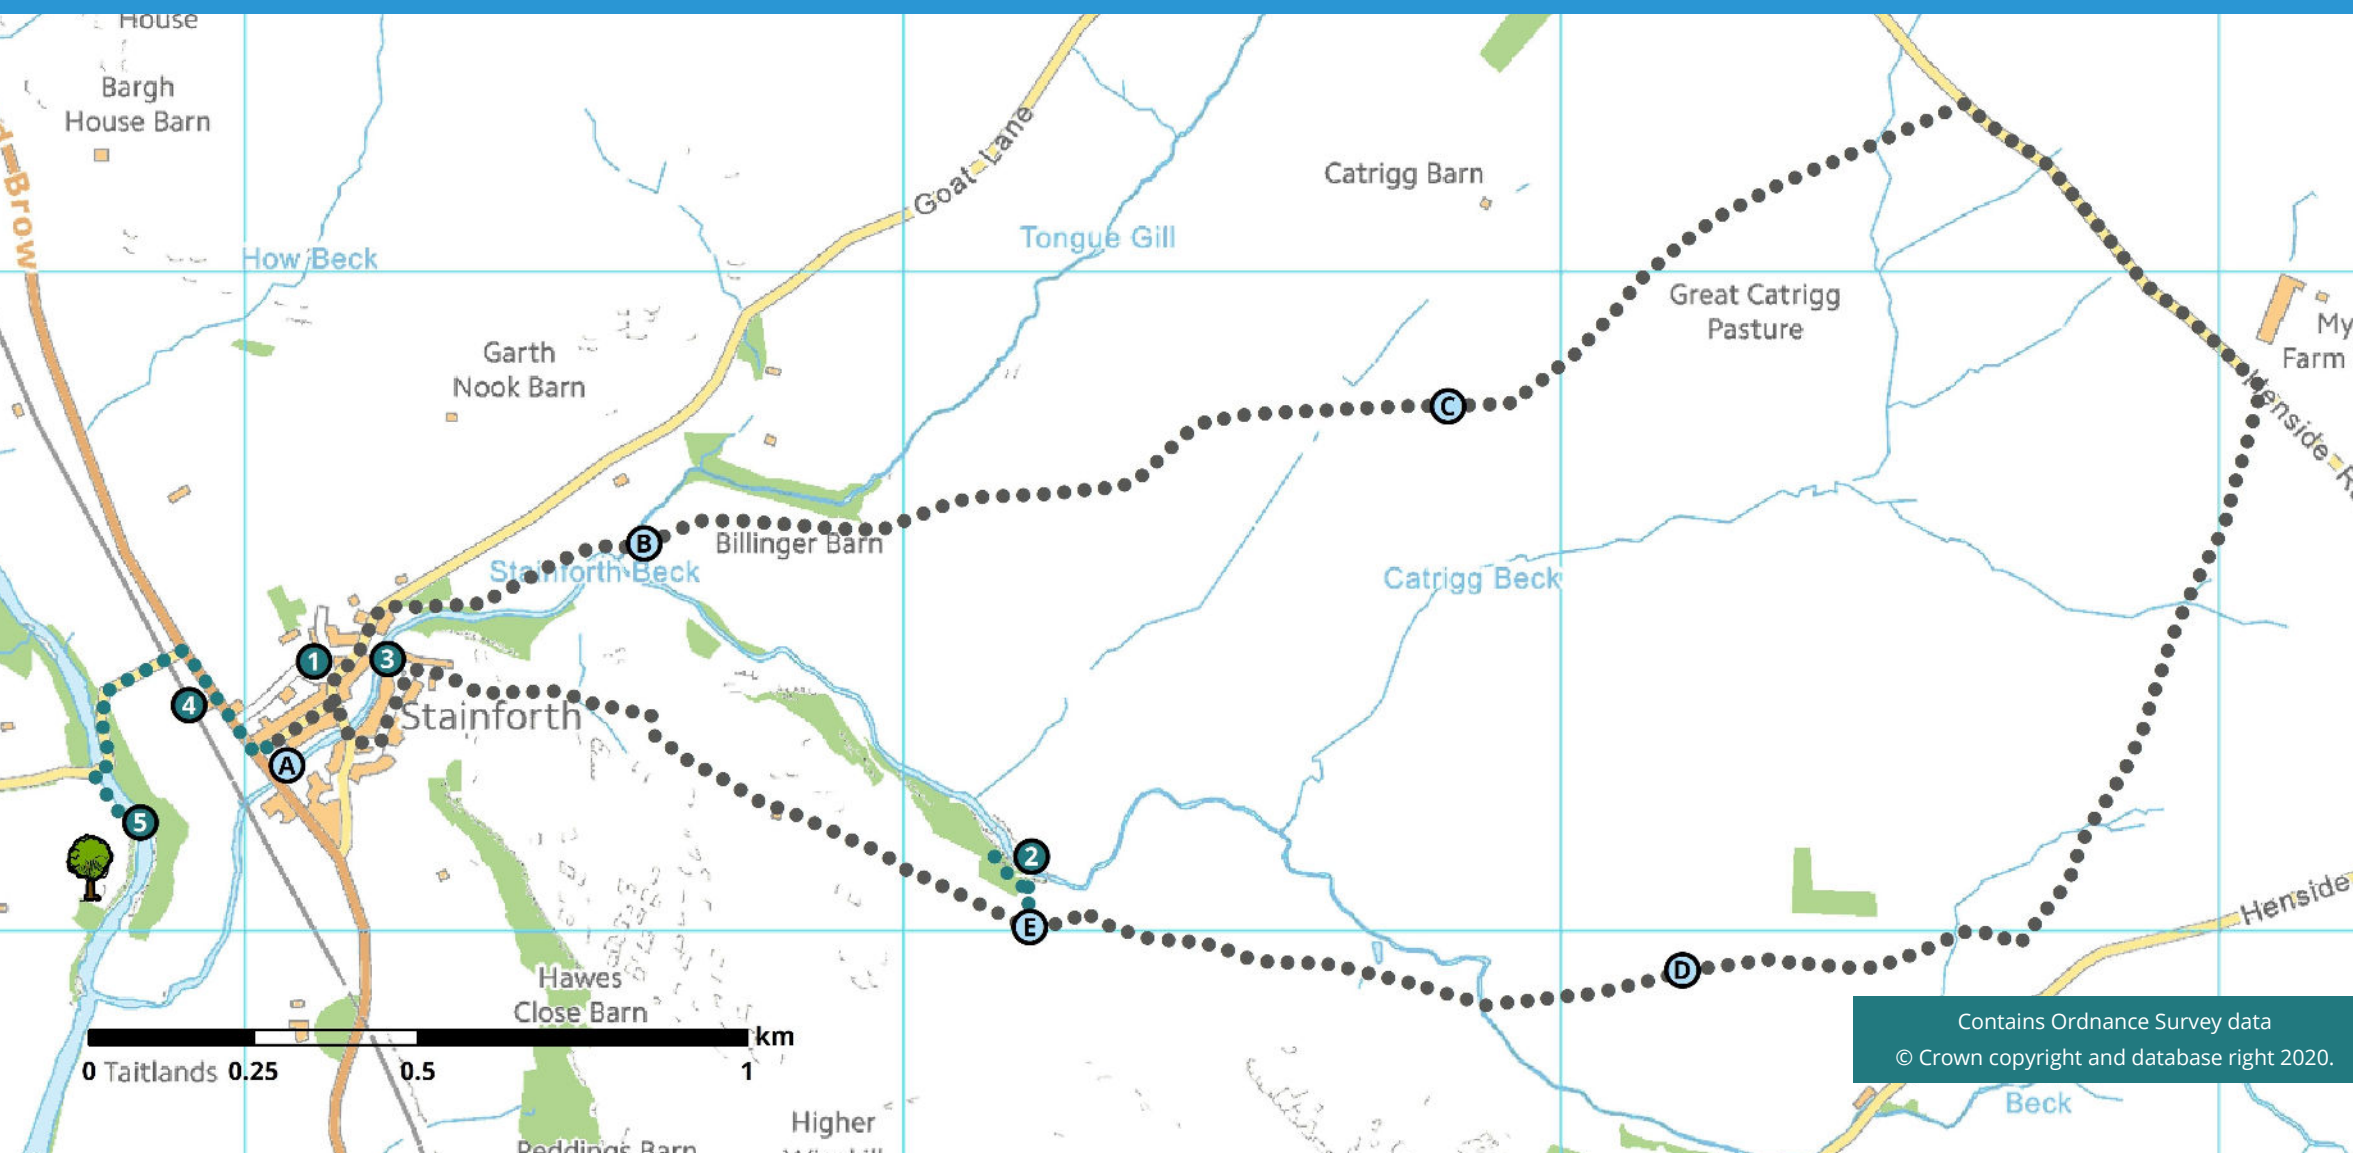 House
Bargh
House Barn
Brow
How Beck
Goat Lane
Tongue Gill
Catrigg Barn
Great Catrigg
Pasture
My
Farm
Garth
Nook Barn
C
Henside
B
Billinger Barn
Stainforth Beck
Catrigg Beck
1
3
4
Stainforth
A
5
2
Henside
E
D
Hawes
Close Barn
km
0 Taitlands 0.25 0.5 1
Contains Ordnance Survey data
© Crown copyright and database right 2020.
Beck
Higher
Barn